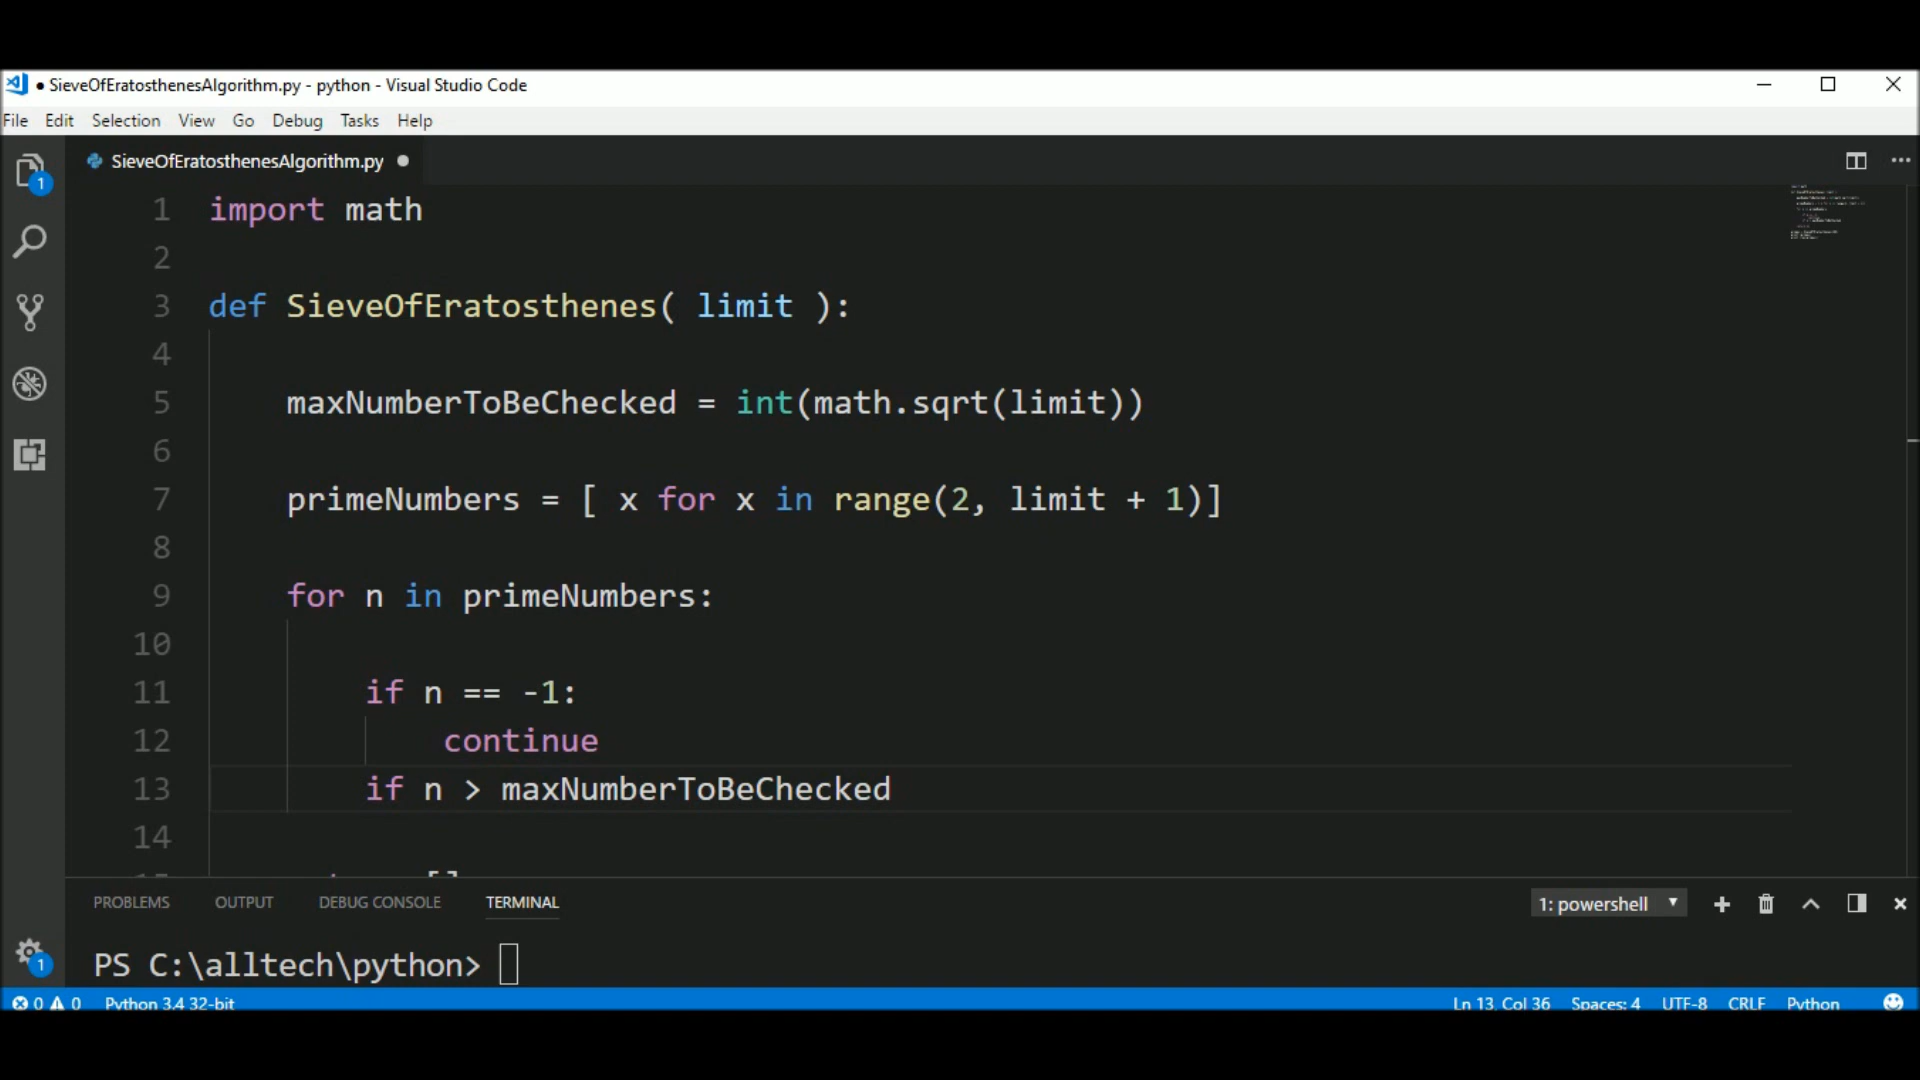 ● SieveOfEratosthenesAlgorithm.py - python - Visual Studio Code
File Edit Selection View Go Debug Tasks Help
SieveOfEratosthenesAlgorithm.py ●
1 import math
2
3 def SieveOfEratosthenes( limit ):
4
5 maxNumberToBeChecked = int(math.sqrt(limit))
6
7 primeNumbers = [ x for x in range(2, limit + 1)]
8
9 for n in primeNumbers:
10
11 if n == -1:
12 continue
13 if n > maxNumberToBeChecked
14
PROBLEMS OUTPUT DEBUG CONSOLE TERMINAL 1: powershell
PS C:\alltech\python>
0 0 Python 3.4 32-bit Ln 13, Col 36 Spaces: 4 UTF-8 CRLF Python
1
1